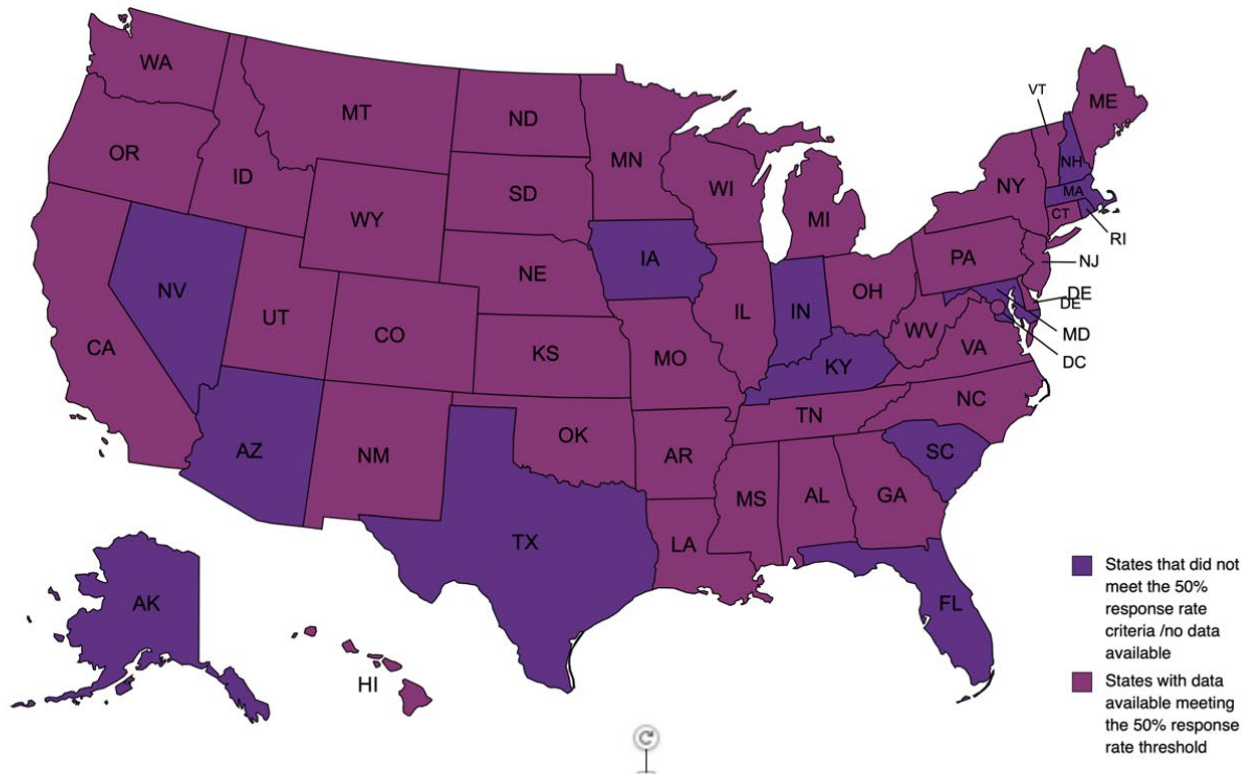 WA
OR
CA
NV
ID
MT
WY
UT
AZ
CO
NM
ND
SD
NE
KS
OK
TX
MN
IA
MO
AR
LA
WI
IL
MI
IN
OH
KY
TN
MS
AL
GA
FL
SC
NC
VA
WV
PA
NY
VT
NH
MA
CT
ME
RI
NJ
DE
DE
MD
DC
AK
HI
States that did not
meet the 50%
response rate
criteria /no data
available
States with data
available meeting
the 50% response
rate threshold